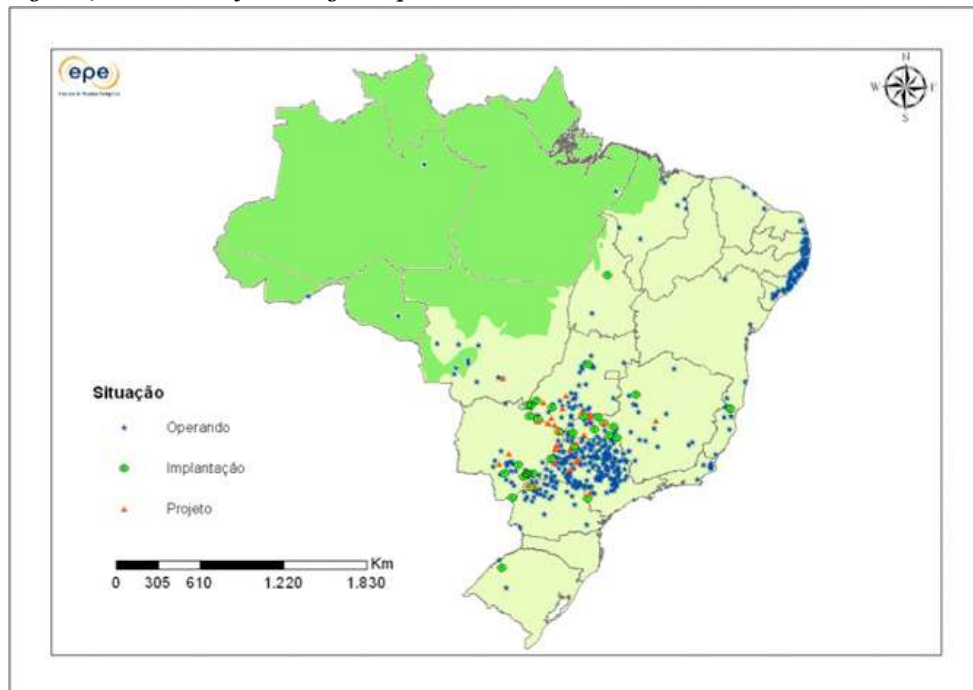 epe
N
W E
S
Situação
Operando
Implantação
Projeto
Km
0 305 610 1.220 1.830